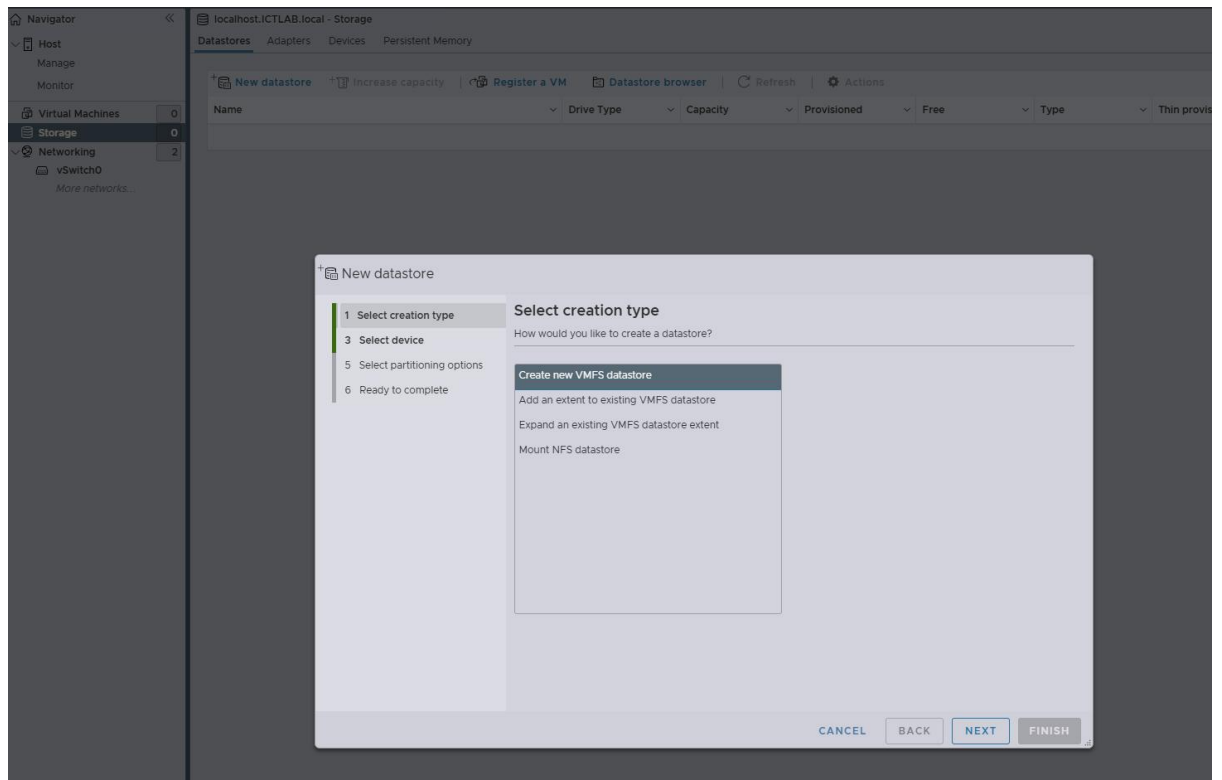 Navigator
Host
Manage
Monitor
Virtual Machines 0
Storage 0
Networking 2
vSwitch0
More networks...
localhost.ICTLAB.local - Storage
Datastores Adapters Devices Persistent Memory
New datastore Increase capacity Register a VM Datastore browser Refresh Actions
Name Drive Type Capacity Provisioned Free Type Thin provis
New datastore
1 Select creation type
3 Select device
5 Select partitioning options
6 Ready to complete
Select creation type
How would you like to create a datastore?
Create new VMFS datastore
Add an extent to existing VMFS datastore
Expand an existing VMFS datastore extent
Mount NFS datastore
CANCEL BACK NEXT FINISH